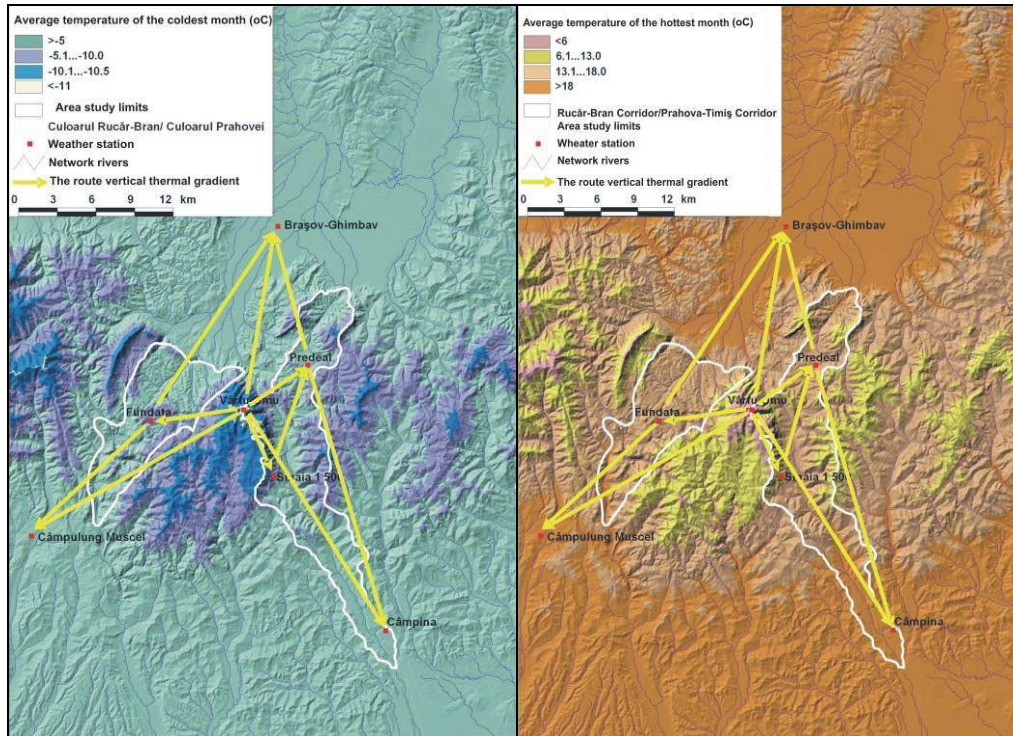 Average temperature of the coldest month (oC)
>-5
-5.1...-10.0
-10.1...-10.5
<-11
Area study limits
Culoarul Rucăr-Bran/ Culoarul Prahovei
Weather station
Network rivers
The route vertical thermal gradient
0 3 6 9 12 km
Braşov-Ghimbav
Predeal
Fundata
Câmpulung Muscel
Câmpina
Average temperature of the hottest month (oC)
<6
6.1...13.0
13.1...18.0
>18
Rucăr-Bran Corridor/Prahova-Timiş Corridor
Area study limits
Wheater station
Network rivers
The route vertical thermal gradient
0 3 6 9 12 km
Braşov-Ghimbav
Predeal
Fundata
Câmpulung Muscel
Câmpina